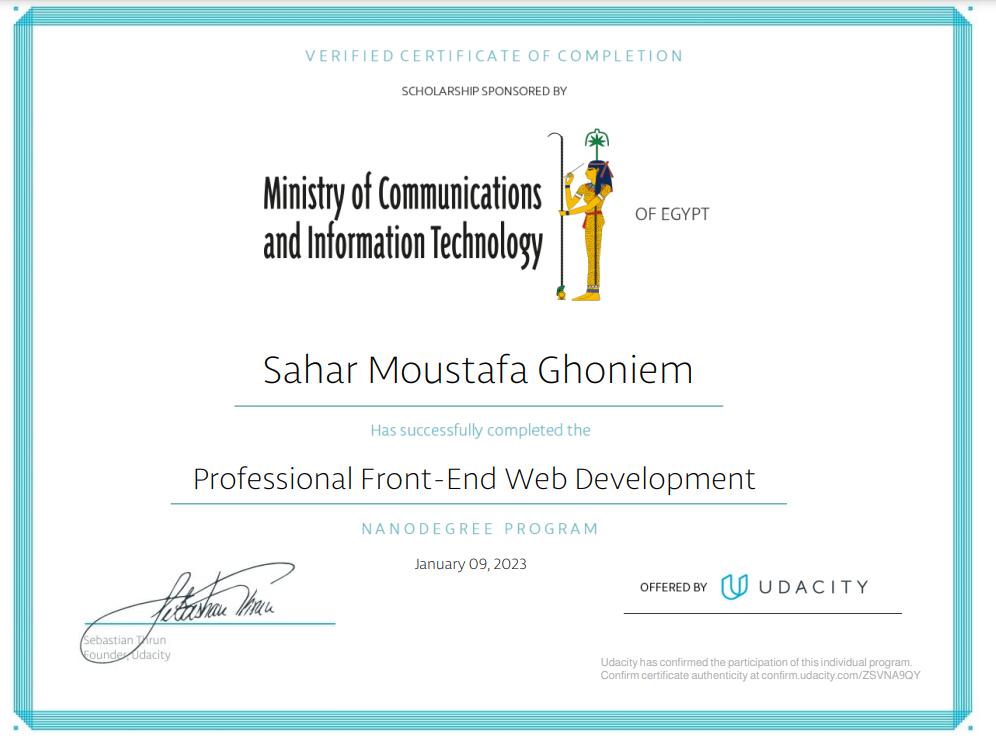 VERIFIED CERTIFICATE OF COMPLETION
SCHOLARSHIP SPONSORED BY
Ministry of Communications
and Information Technology
OF EGYPT
Sahar Moustafa Ghoniem
Has successfully completed the
Professional Front-End Web Development
NANODEGREE PROGRAM
January 09, 2023
Sebastian Thrun
Sebastian Thrun
Founder, Udacity
OFFERED BY UDACITY
Udacity has confirmed the participation of this individual program.
Confirm certificate authenticity at confirm.udacity.com/ZSVNA9QY